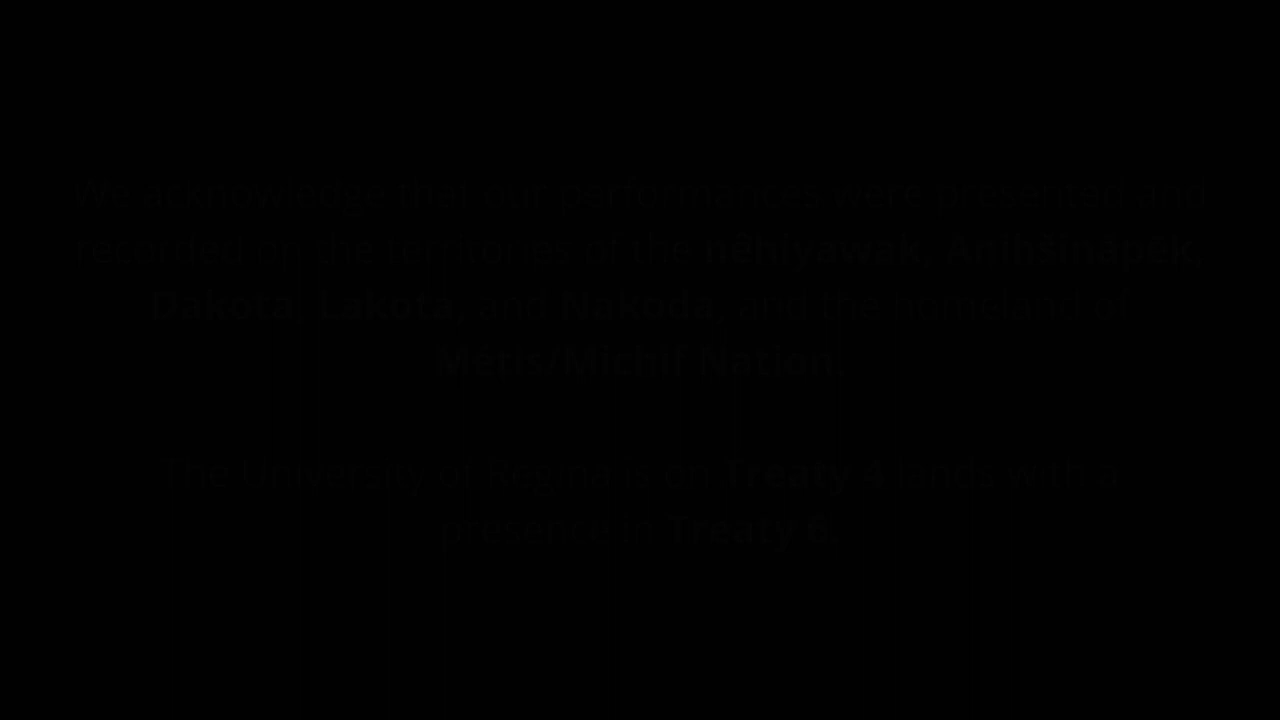 We acknowledge that our performances were presented and
recorded on the territories of the nêhiyawak, Anihšināpēk,
Dakota, Lakota, and Nakoda, and the homeland of
Métis/Michif Nation.
The University of Regina is on Treaty 4 lands with a
presence in Treaty 6.